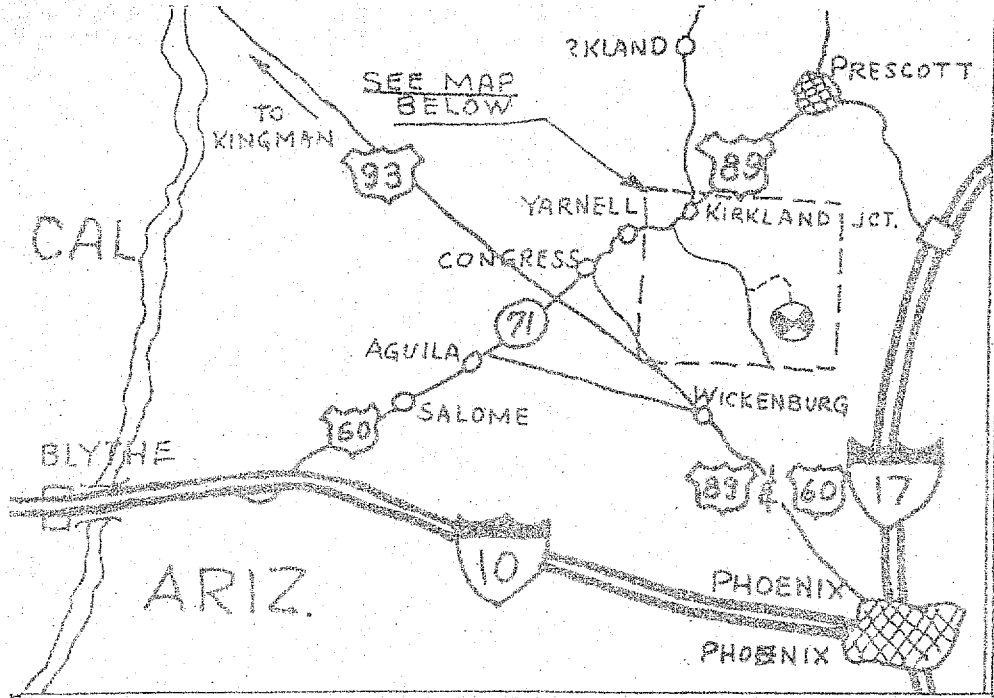 ?KLAND
PRESCOTT
SEE MAP
BELOW
TO
KINGMAN
93
89
YARNELL
KIRKLAND JCT.
CAL
CONGRESS
71
AGUILA
WICKENBURG
SALOME
60
BLYTHE
89 & 60
17
10
ARIZ.
PHOENIX
PHOENIX